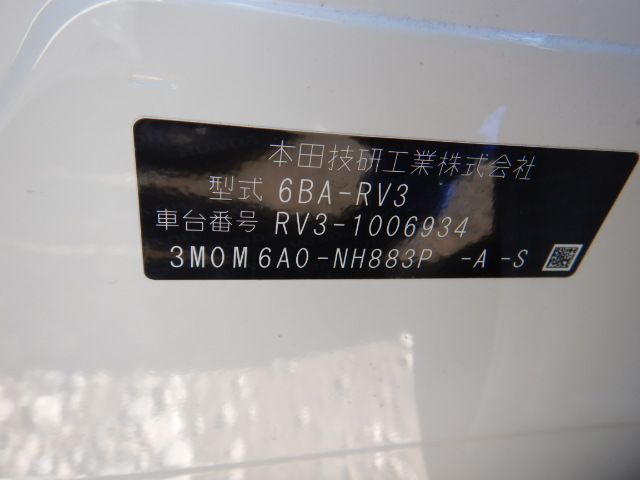 本田技研工業株式会社
型式 6BA-RV3
車台番号 RV3-1006934
3M0M6A0-NH883P -A -S